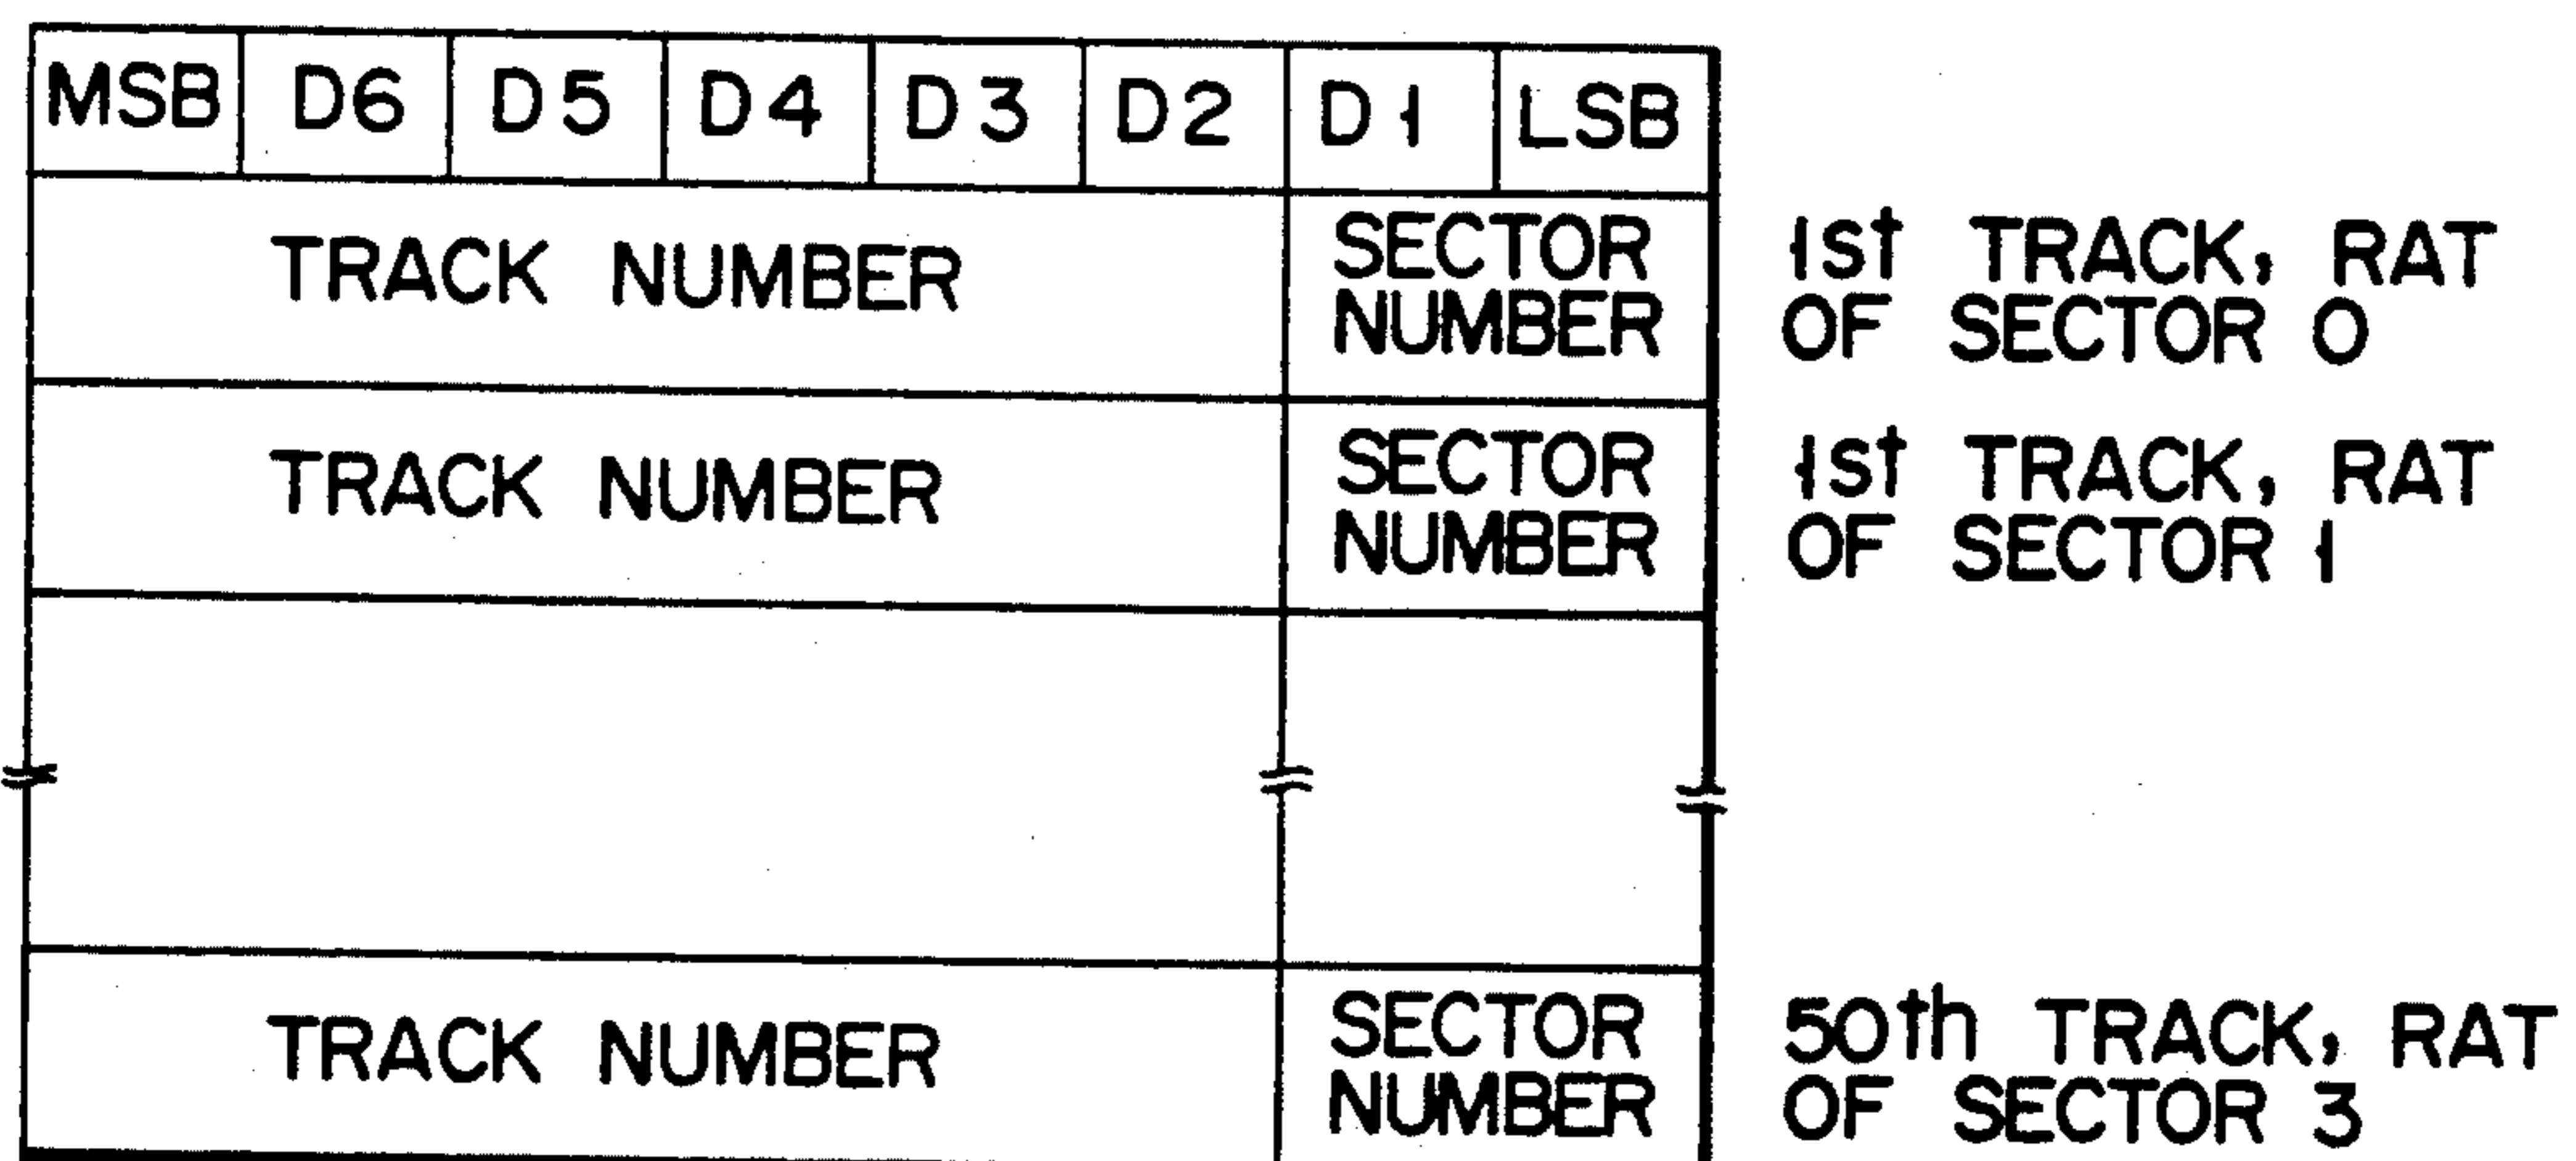 MSB D6 D5 D4 D3 D2 D1 LSB
TRACK NUMBER
SECTOR
NUMBER
1st TRACK, RAT
OF SECTOR 0
TRACK NUMBER
SECTOR
NUMBER
1st TRACK, RAT
OF SECTOR 1
TRACK NUMBER
SECTOR
NUMBER
50th TRACK, RAT
OF SECTOR 3